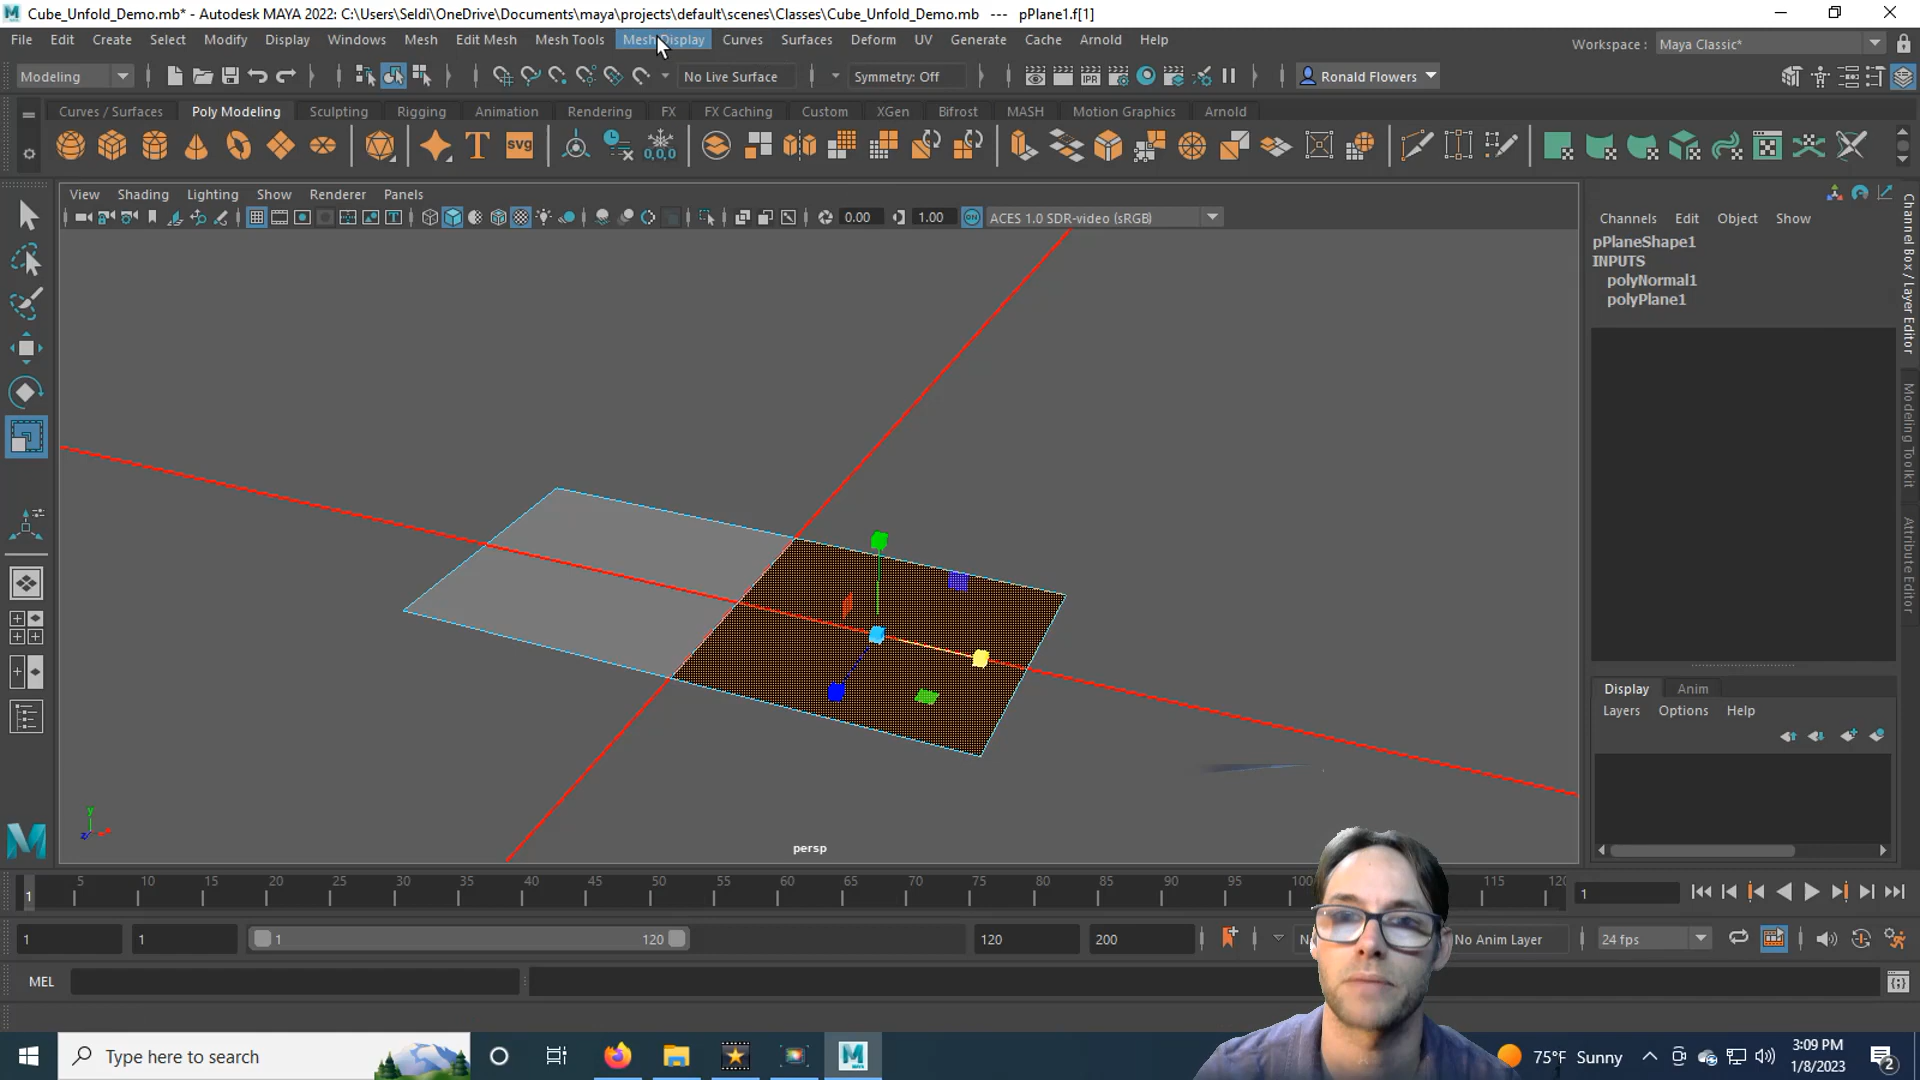 Cube_Unfold_Demo.mb* - Autodesk MAYA 2022: C:\Users\Seldi\OneDrive\Documents\maya\projects\default\scenes\Classes\Cube_Unfold_Demo.mb --- pPlane1.f[1]
File Edit Create Select Modify Display Windows Mesh Edit Mesh Mesh Tools Mesh Display Curves Surfaces Deform UV Generate Cache Arnold Help Workspace : Maya Classic*
Modeling No Live Surface Symmetry: Off IPR Ronald Flowers
Curves / Surfaces Poly Modeling Sculpting Rigging Animation Rendering FX FX Caching Custom XGen Bifrost MASH Motion Graphics Arnold
T svg 0,0,0
View Shading Lighting Show Renderer Panels
0.00 1.00 ON ACES 1.0 SDR-video (sRGB)
Channels Edit Object Show
pPlaneShape1
INPUTS
polyNormal1
polyPlane1
Channel Box / Layer Editor
Modeling Toolkit
Attribute Editor
Display Anim
Layers Options Help
y
z
persp
5 10 15 20 25 30 35 40 45 50 55 60 65 70 75 80 85 90 95 100 115 120
1 1
1 1 1 120 120 200 No Anim Layer 24 fps
MEL
Type here to search
75°F Sunny
3:09 PM
1/8/2023
2